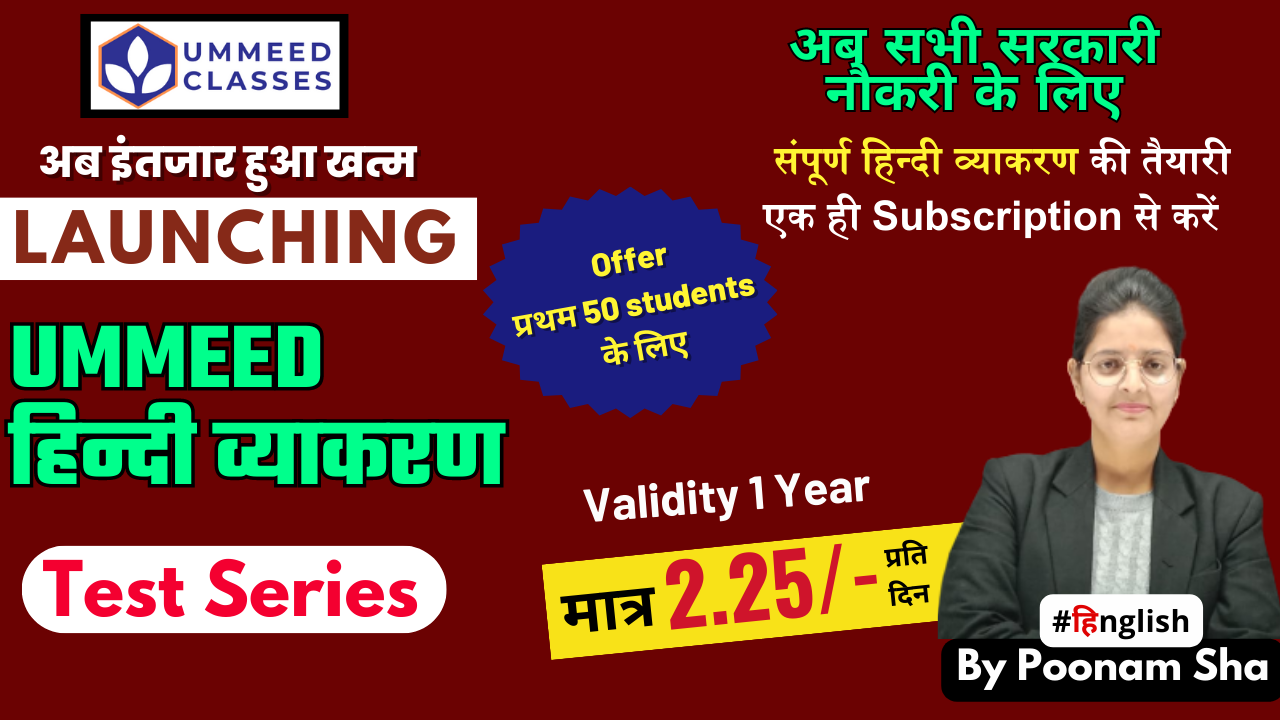 UMMEED
CLASSES
अब इंतजार हुआ खत्म
LAUNCHING
UMMEED
हिन्दी व्याकरण
Test Series
अब सभी सरकारी
नौकरी के लिए
संपूर्ण हिन्दी व्याकरण की तैयारी
एक ही Subscription से करें
Offer
प्रथम 50 students
के लिए
Validity 1 Year
मात्र 2.25/- प्रति
दिन
#हिnglish
By Poonam Sha